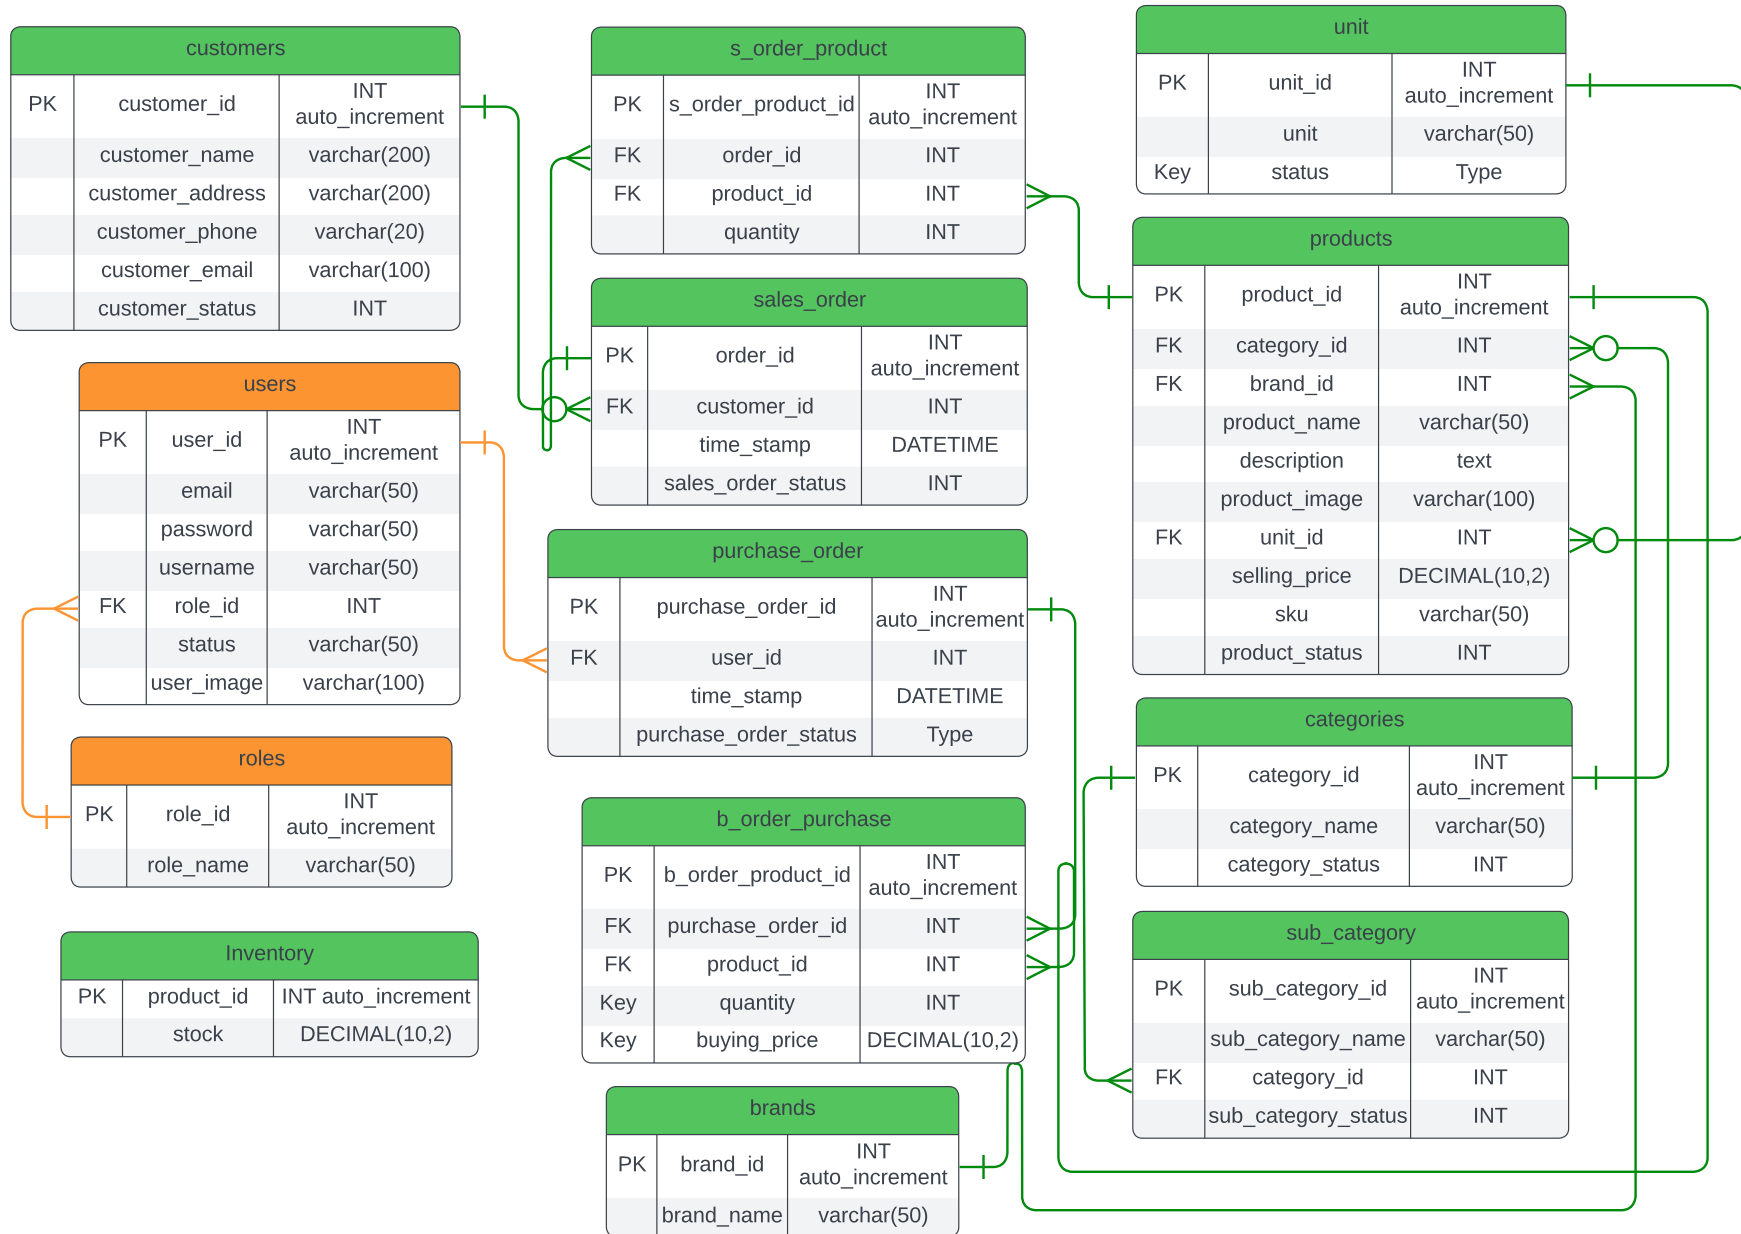 customers
PK customer_id INT auto_increment
customer_name varchar(200)
customer_address varchar(200)
customer_phone varchar(20)
customer_email varchar(100)
customer_status INT
users
PK user_id INT auto_increment
email varchar(50)
password varchar(50)
username varchar(50)
FK role_id INT
status varchar(50)
user_image varchar(100)
roles
PK role_id INT auto_increment
role_name varchar(50)
Inventory
PK product_id INT auto_increment
stock DECIMAL(10,2)
s_order_product
PK s_order_product_id INT auto_increment
FK order_id INT
FK product_id INT
quantity INT
sales_order
PK order_id INT auto_increment
FK customer_id INT
time_stamp DATETIME
sales_order_status INT
purchase_order
PK purchase_order_id INT auto_increment
FK user_id INT
time_stamp DATETIME
purchase_order_status Type
b_order_purchase
PK b_order_product_id INT auto_increment
FK purchase_order_id INT
FK product_id INT
Key quantity INT
Key buying_price DECIMAL(10,2)
brands
PK brand_id INT auto_increment
brand_name varchar(50)
unit
PK unit_id INT auto_increment
unit varchar(50)
Key status Type
products
PK product_id INT auto_increment
FK category_id INT
FK brand_id INT
product_name varchar(50)
description text
product_image varchar(100)
FK unit_id INT
selling_price DECIMAL(10,2)
sku varchar(50)
product_status INT
categories
PK category_id INT auto_increment
category_name varchar(50)
category_status INT
sub_category
PK sub_category_id INT auto_increment
sub_category_name varchar(50)
FK category_id INT
sub_category_status INT